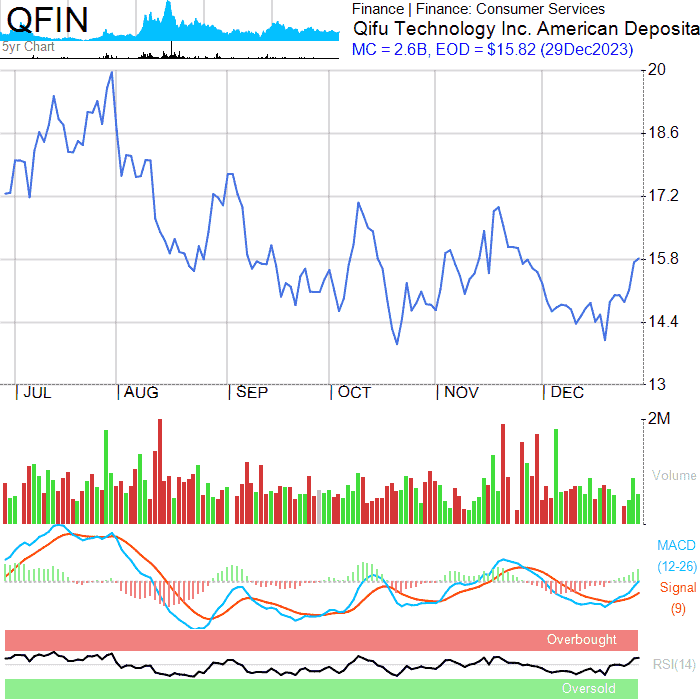 QFIN
5yr Chart
Finance | Finance: Consumer Services
Qifu Technology Inc. American Deposita
MC = 2.6B, EOD = $15.82 (29Dec2023)
20
18.6
17.2
15.8
14.4
13
| JUL | AUG | SEP | OCT | NOV | DEC
2M
Volume
MACD
(12-26)
Signal
(9)
Overbought
RSI(14)
Oversold